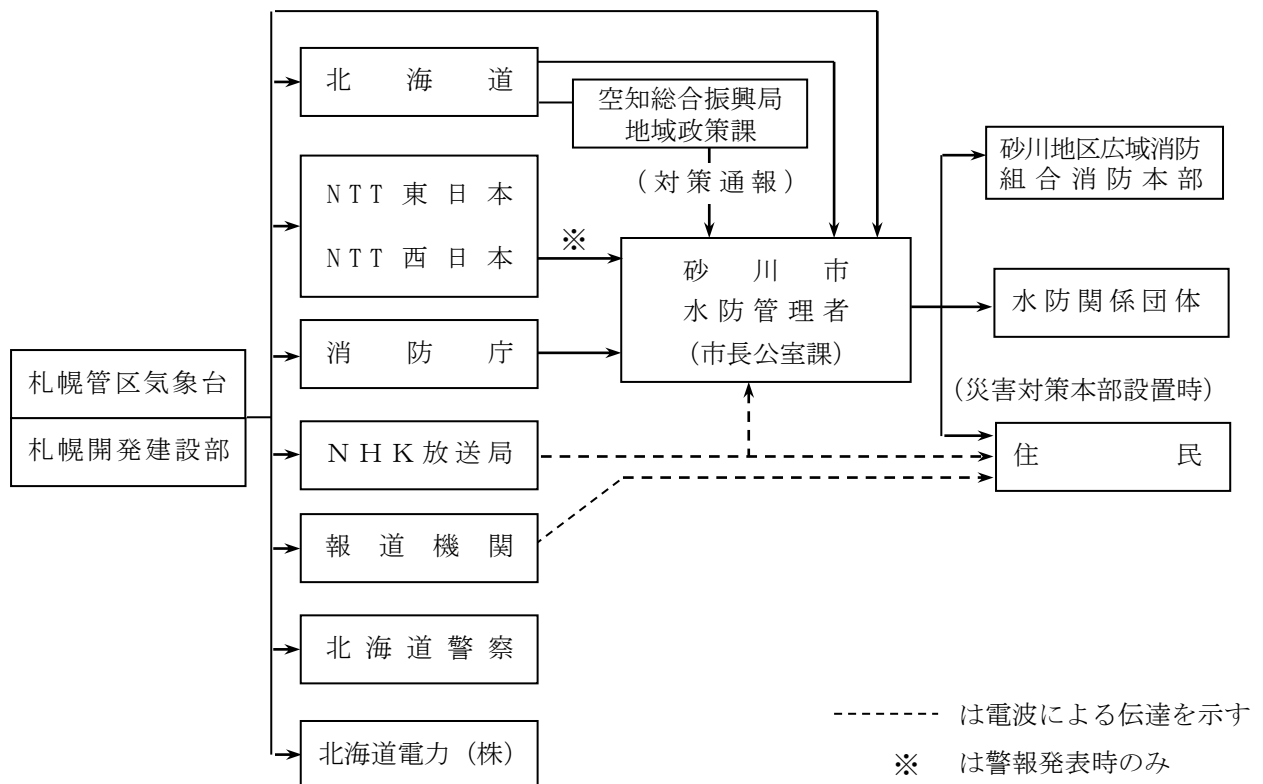 北海道
空知総合振興局
地域政策課
(対策通報)
NTT東日本
NTT西日本
※
砂川市
水防管理者
(市長公室課)
砂川地区広域消防
組合消防本部
水防関係団体
消防庁
札幌管区気象台
札幌開発建設部
(災害対策本部設置時)
NHK放送局
住民
報道機関
北海道警察
北海道電力(株)
は電波による伝達を示す
※ は警報発表時のみ